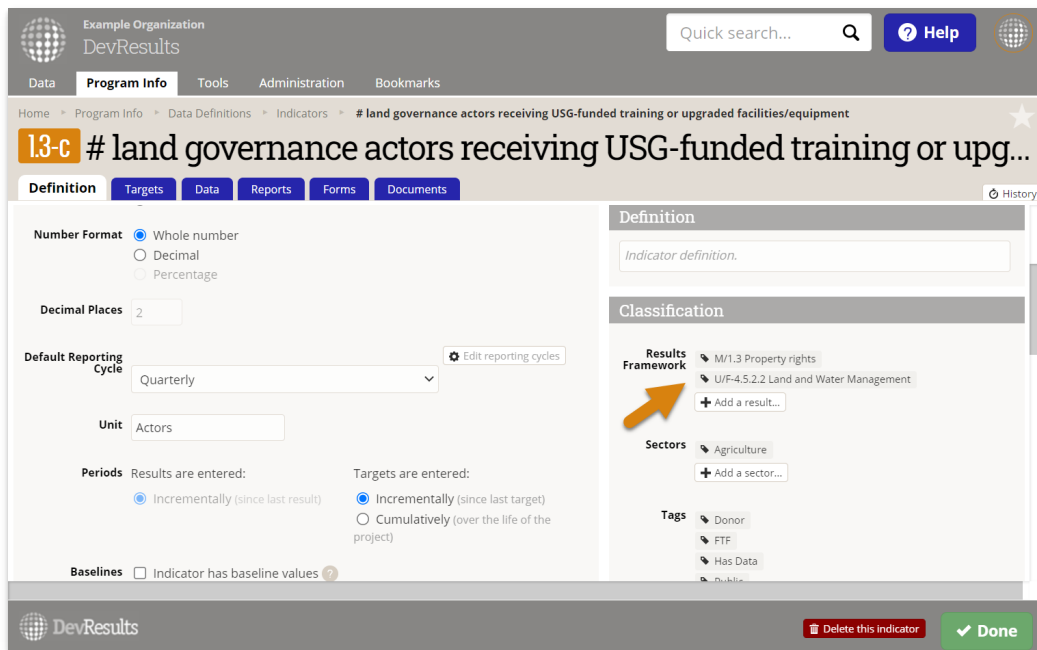 Example Organization
DevResults
Quick search...
? Help
Data Program Info Tools Administration Bookmarks
Home Program Info Data Definitions Indicators # land governance actors receiving USG-funded training or upgraded facilities/equipment
1.3-c # land governance actors receiving USG-funded training or upg...
Definition Targets Data Reports Forms Documents
History
Number Format Whole number
Decimal
Percentage
Decimal Places 2
Default Reporting
Cycle
Edit reporting cycles
Quarterly
Unit Actors
Periods Results are entered: Targets are entered:
Incrementally (since last result) Incrementally (since last target)
Cumulatively (over the life of the
project)
Baselines Indicator has baseline values ?
Definition
Indicator definition.
Classification
Results
Framework
M/1.3 Property rights
U/F-4.5.2.2 Land and Water Management
+ Add a result...
Sectors Agriculture
+ Add a sector...
Tags Donor
FTF
Has Data
Public
DevResults
Delete this indicator
Done